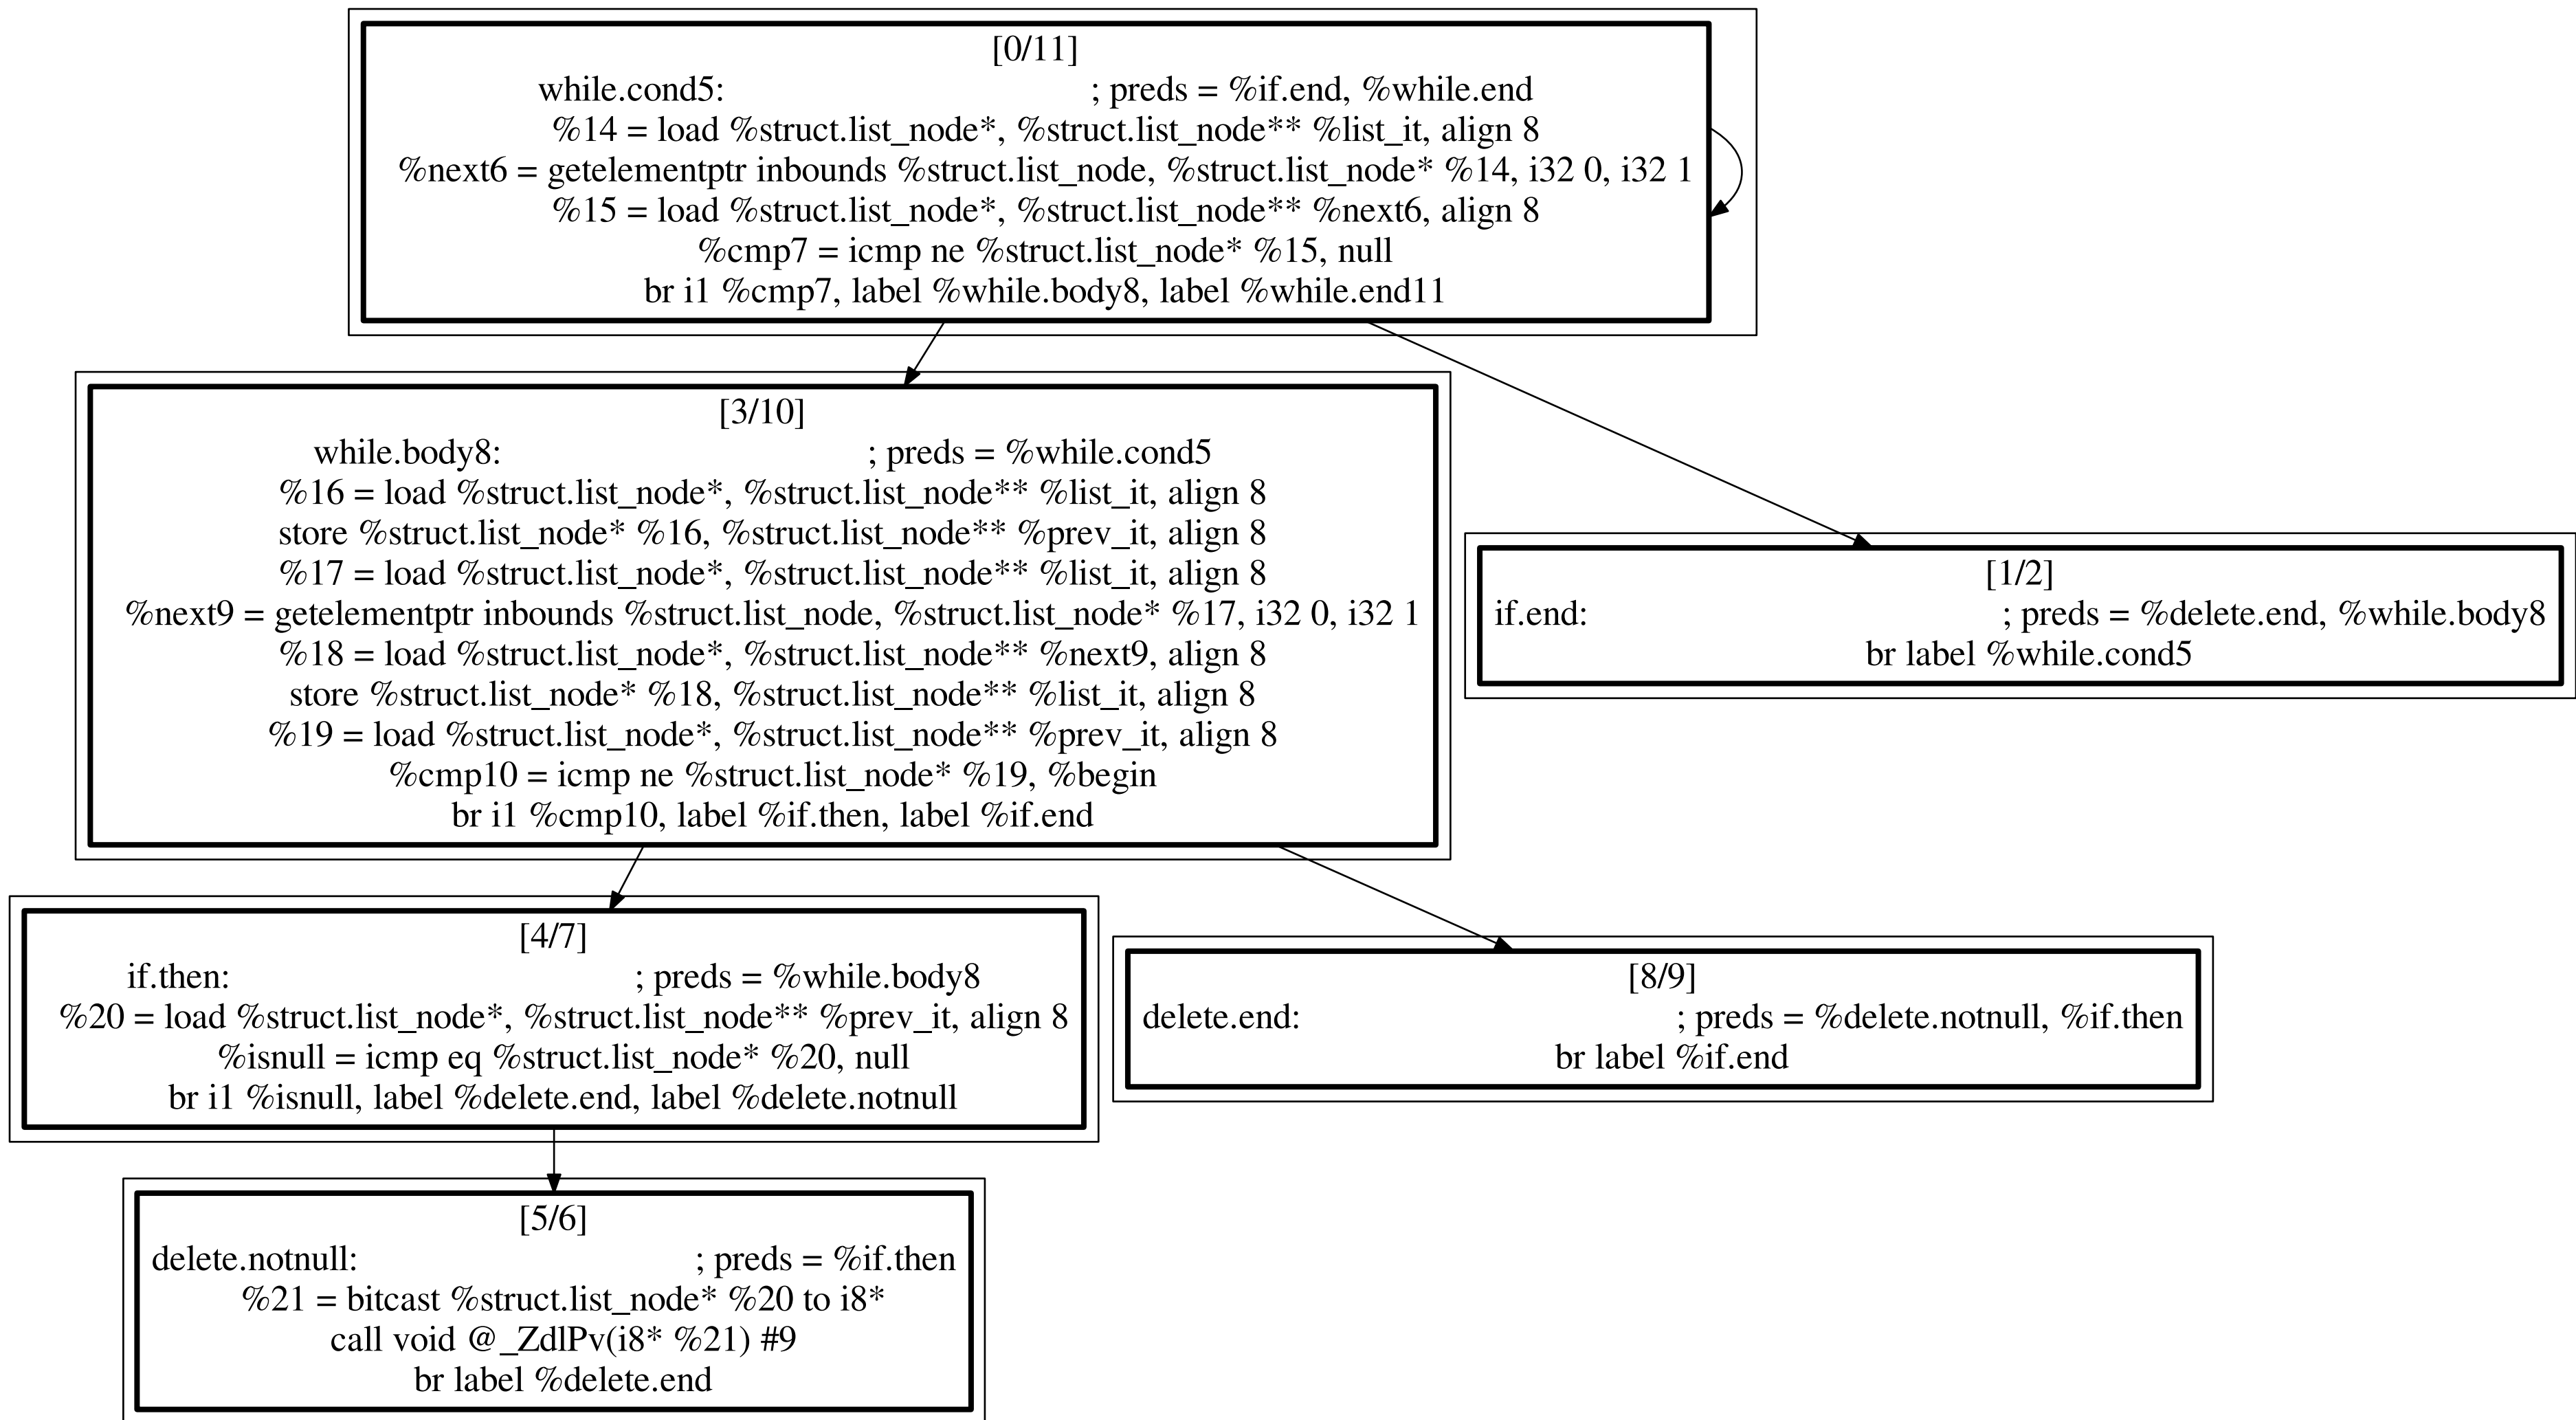 [0/11]
while.cond5: ; preds = %if.end, %while.end
%14 = load %struct.list_node*, %struct.list_node** %list_it, align 8
%next6 = getelementptr inbounds %struct.list_node, %struct.list_node* %14, i32 0, i32 1
%15 = load %struct.list_node*, %struct.list_node** %next6, align 8
%cmp7 = icmp ne %struct.list_node* %15, null
br i1 %cmp7, label %while.body8, label %while.end11
[3/10]
while.body8: ; preds = %while.cond5
%16 = load %struct.list_node*, %struct.list_node** %list_it, align 8
store %struct.list_node* %16, %struct.list_node** %prev_it, align 8
%17 = load %struct.list_node*, %struct.list_node** %list_it, align 8
%next9 = getelementptr inbounds %struct.list_node, %struct.list_node* %17, i32 0, i32 1
%18 = load %struct.list_node*, %struct.list_node** %next9, align 8
store %struct.list_node* %18, %struct.list_node** %list_it, align 8
%19 = load %struct.list_node*, %struct.list_node** %prev_it, align 8
%cmp10 = icmp ne %struct.list_node* %19, %begin
br i1 %cmp10, label %if.then, label %if.end
[1/2]
if.end: ; preds = %delete.end, %while.body8
br label %while.cond5
[4/7]
if.then: ; preds = %while.body8
%20 = load %struct.list_node*, %struct.list_node** %prev_it, align 8
%isnull = icmp eq %struct.list_node* %20, null
br i1 %isnull, label %delete.end, label %delete.notnull
[8/9]
delete.end: ; preds = %delete.notnull, %if.then
br label %if.end
[5/6]
delete.notnull: ; preds = %if.then
%21 = bitcast %struct.list_node* %20 to i8*
call void @_ZdlPv(i8* %21) #9
br label %delete.end